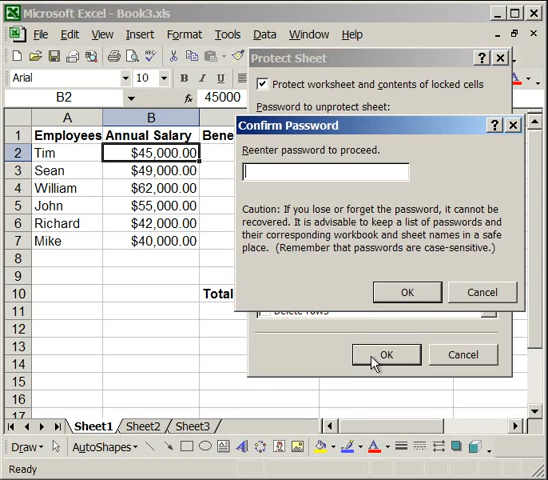 Microsoft Excel - Book3.xls
File Edit View Insert Format Tools Data Window
Arial 10 B I U
B2 fx 45000
Protect Sheet
Protect worksheet and contents of locked cells
Password to unprotect sheet:
Confirm Password
Reenter password to proceed.
Caution: If you lose or forget the password, it cannot be
recovered. It is advisable to keep a list of passwords and
their corresponding workbook and sheet names in a safe
place. (Remember that passwords are case-sensitive.)
OK Cancel
Delete rows
OK Cancel
A B
1 Employees Annual Salary Bene
2 Tim $45,000.00
3 Sean $49,000.00
4 William $62,000.00
5 John $55,000.00
6 Richard $42,000.00
7 Mike $40,000.00
8
9
10 Total
11
12
13
14
15
16
17
Sheet1 Sheet2 Sheet3
Draw AutoShapes
Ready